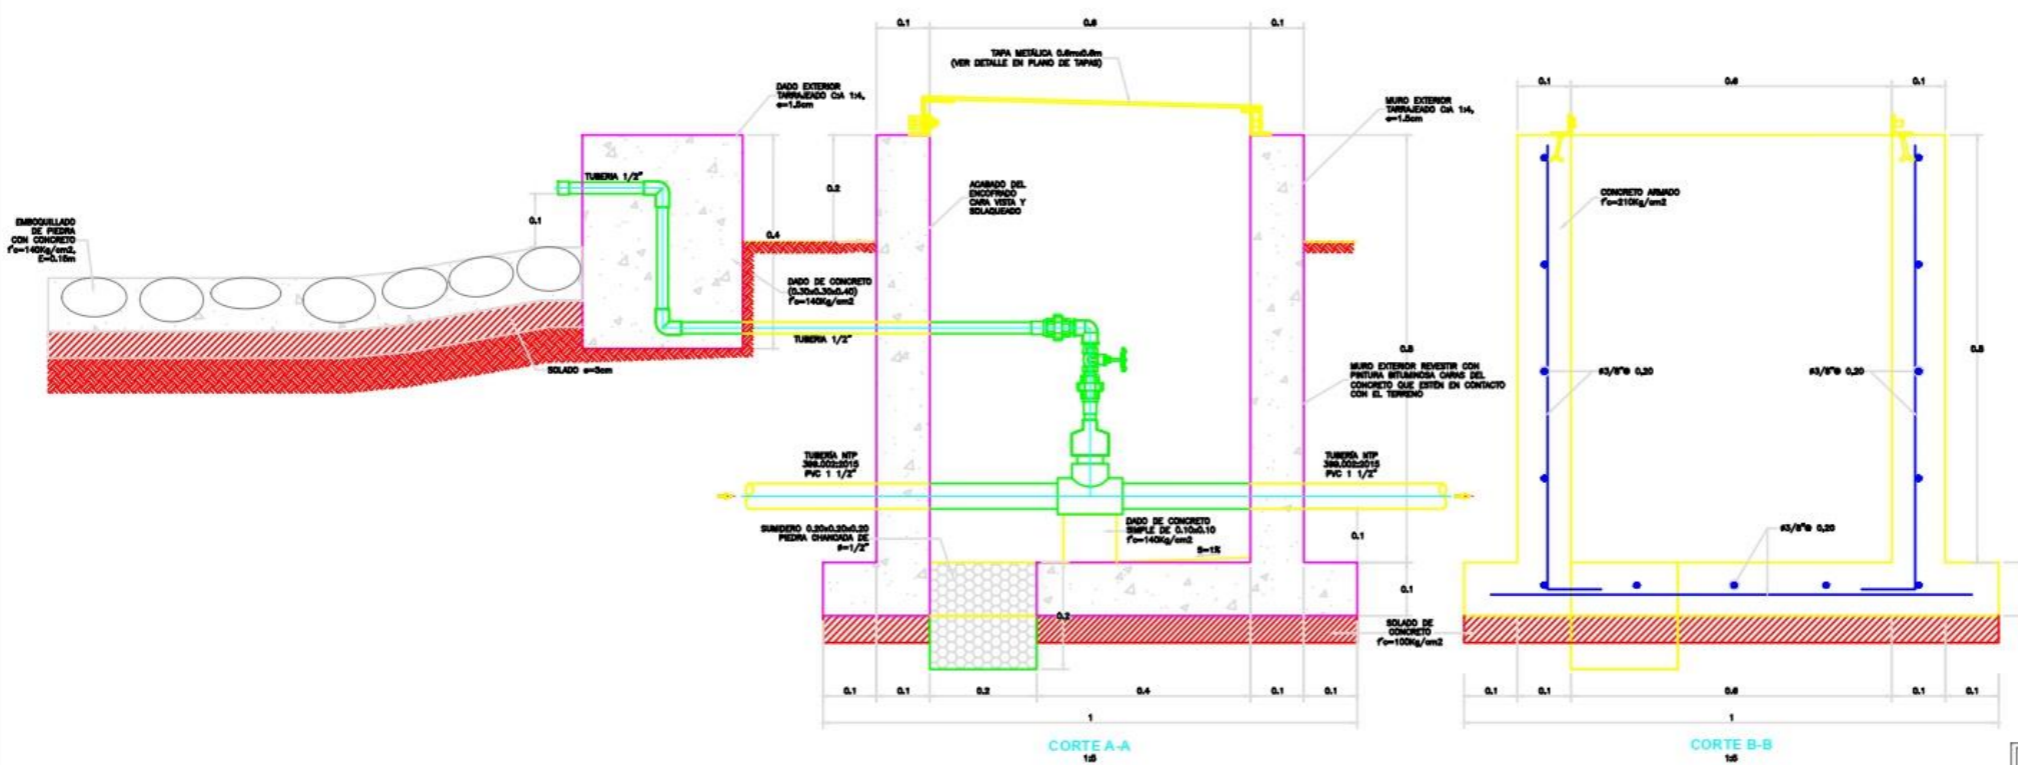 0.1
0.6
0.1
TAPA METÁLICA 0.6mx0.6m
(VER DETALLE EN PLANO DE TAPAS)
DADO EXTERIOR
TARRAJEADO C:A 1:4,
e=1.5cm
MURO EXTERIOR
TARRAJEADO C:A 1:4,
e=1.5cm
0.1
0.6
0.1
TUBERIA 1/2"
0.2
ACABADO DEL
ENCOFRADO
CARA VISTA Y
SOLAQUEADO
CONCRETO ARMADO
f'c=210Kg/cm2
EMBOQUILLADO
DE PIEDRA
CON CONCRETO
f'c=140Kg/cm2,
E=0.15m
0.1
0.4
DADO DE CONCRETO
(0.30x0.30x0.40)
f'c=140Kg/cm2
TUBERIA 1/2"
SOLADO e=3cm
0.8
MURO EXTERIOR REVESTIR CON
PINTURA BITUMINOSA CARAS DEL
CONCRETO QUE ESTÉN EN CONTACTO
CON EL TERRENO
ø3/8"@ 0,20
ø3/8"@ 0,20
0.8
TUBERÍA NTP
399.002:2015
PVC 1 1/2"
TUBERÍA NTP
399.002:2015
PVC 1 1/2"
SUMIDERO 0.20x0.20x0.20
PIEDRA CHANCADA DE
DADO DE CONCRETO
SIMPLE DE 0.10x0.10
f'c=140Kg/cm2
S=1%
0.1
ø3/8"@ 0,20
0.1
0.2
SOLADO DE
CONCRETO
f'c=100Kg/cm2
0.1
0.1
0.2
0.4
0.1
0.1
1
0.1
0.1
0.6
0.1
0.1
1
CORTE A-A
1:5
CORTE B-B
1:5